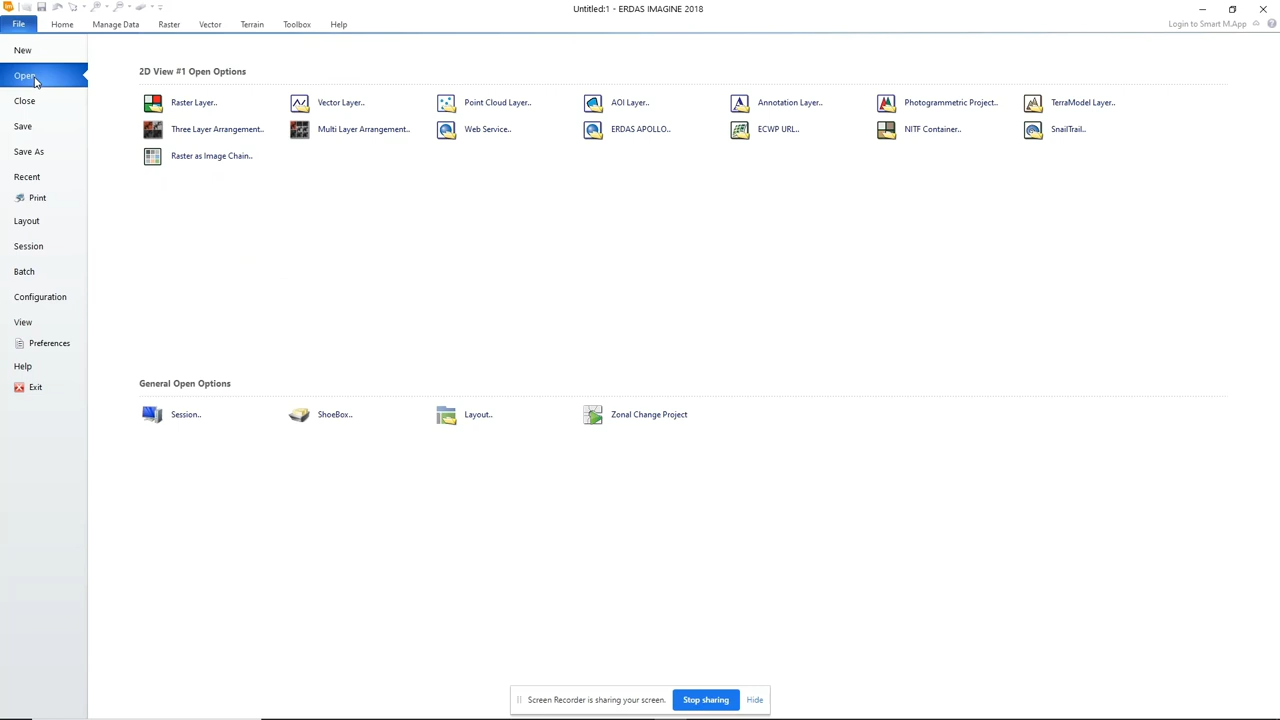 Untitled:1 - ERDAS IMAGINE 2018
File Home Manage Data Raster Vector Terrain Toolbox Help Login to Smart M.App
New
Open
Close
Save
Save As
Recent
Print
Layout
Session
Batch
Configuration
View
Preferences
Help
Exit
2D View #1 Open Options
Raster Layer.. Vector Layer.. Point Cloud Layer.. AOI Layer.. Annotation Layer.. Photogrammetric Project.. TerraModel Layer..
Three Layer Arrangement.. Multi Layer Arrangement.. Web Service.. ERDAS APOLLO.. ECWP URL.. NITF Container.. SnailTrail..
Raster as Image Chain..
General Open Options
Session.. ShoeBox.. Layout.. Zonal Change Project
Screen Recorder is sharing your screen. Stop sharing Hide